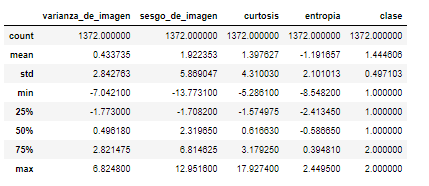 varianza_de_imagen sesgo_de_imagen curtosis entropia clase
count 1372.000000 1372.000000 1372.000000 1372.000000 1372.000000
mean 0.433735 1.922353 1.397627 -1.191657 1.444606
std 2.842763 5.869047 4.310030 2.101013 0.497103
min -7.042100 -13.773100 -5.286100 -8.548200 1.000000
25% -1.773000 -1.708200 -1.574975 -2.413450 1.000000
50% 0.496180 2.319650 0.616630 -0.586650 1.000000
75% 2.821475 6.814625 3.179250 0.394810 2.000000
max 6.824800 12.951600 17.927400 2.449500 2.000000